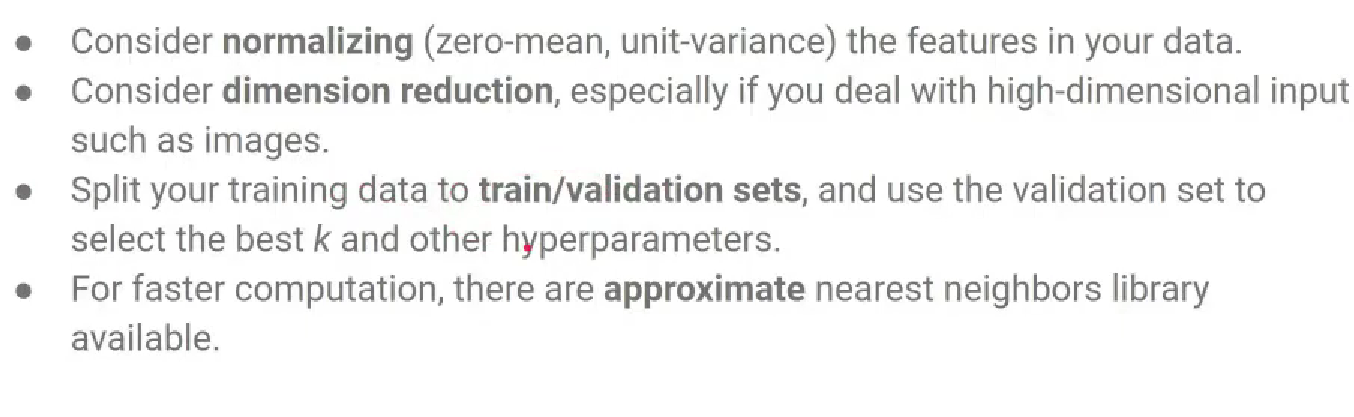 ● Consider normalizing (zero-mean, unit-variance) the features in your data.
● Consider dimension reduction, especially if you deal with high-dimensional input
such as images.
● Split your training data to train/validation sets, and use the validation set to
select the best k and other hyperparameters.
● For faster computation, there are approximate nearest neighbors library
available.